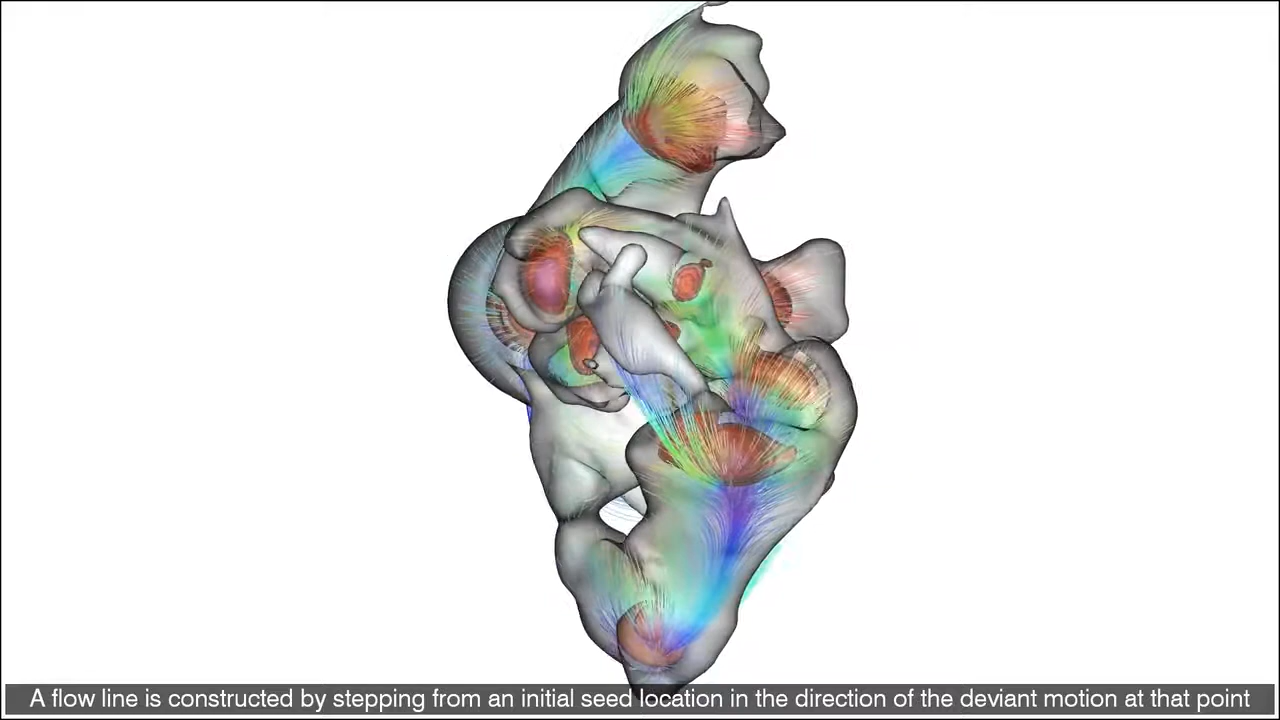 A flow line is constructed by stepping from an initial seed location in the direction of the deviant motion at that point